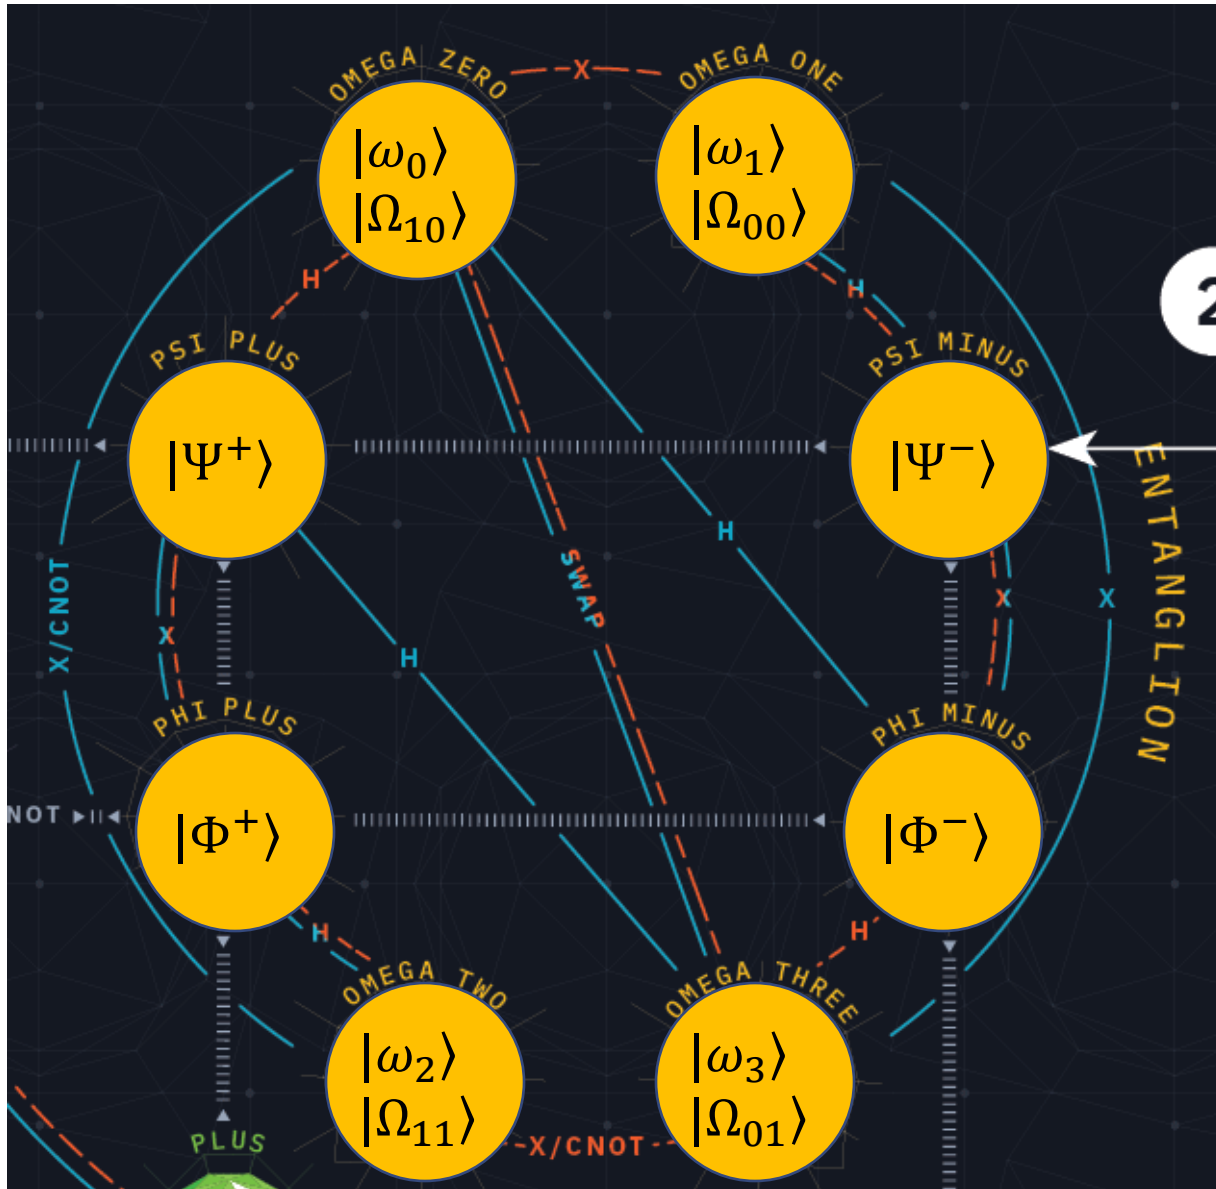 OMEGA ZERO
X
OMEGA ONE
|ω₀⟩
|Ω₁₀⟩
|ω₁⟩
|Ω₀₀⟩
H
H
2
PSI PLUS
PSI MINUS
|Ψ⁺⟩
|Ψ⁻⟩
ENTANGLION
H
SWAP
X/CNOT
X
X
X
H
PHI PLUS
PHI MINUS
NOT
|Φ⁺⟩
|Φ⁻⟩
H
H
OMEGA TWO
OMEGA THREE
|ω₂⟩
|Ω₁₁⟩
|ω₃⟩
|Ω₀₁⟩
X/CNOT
PLUS